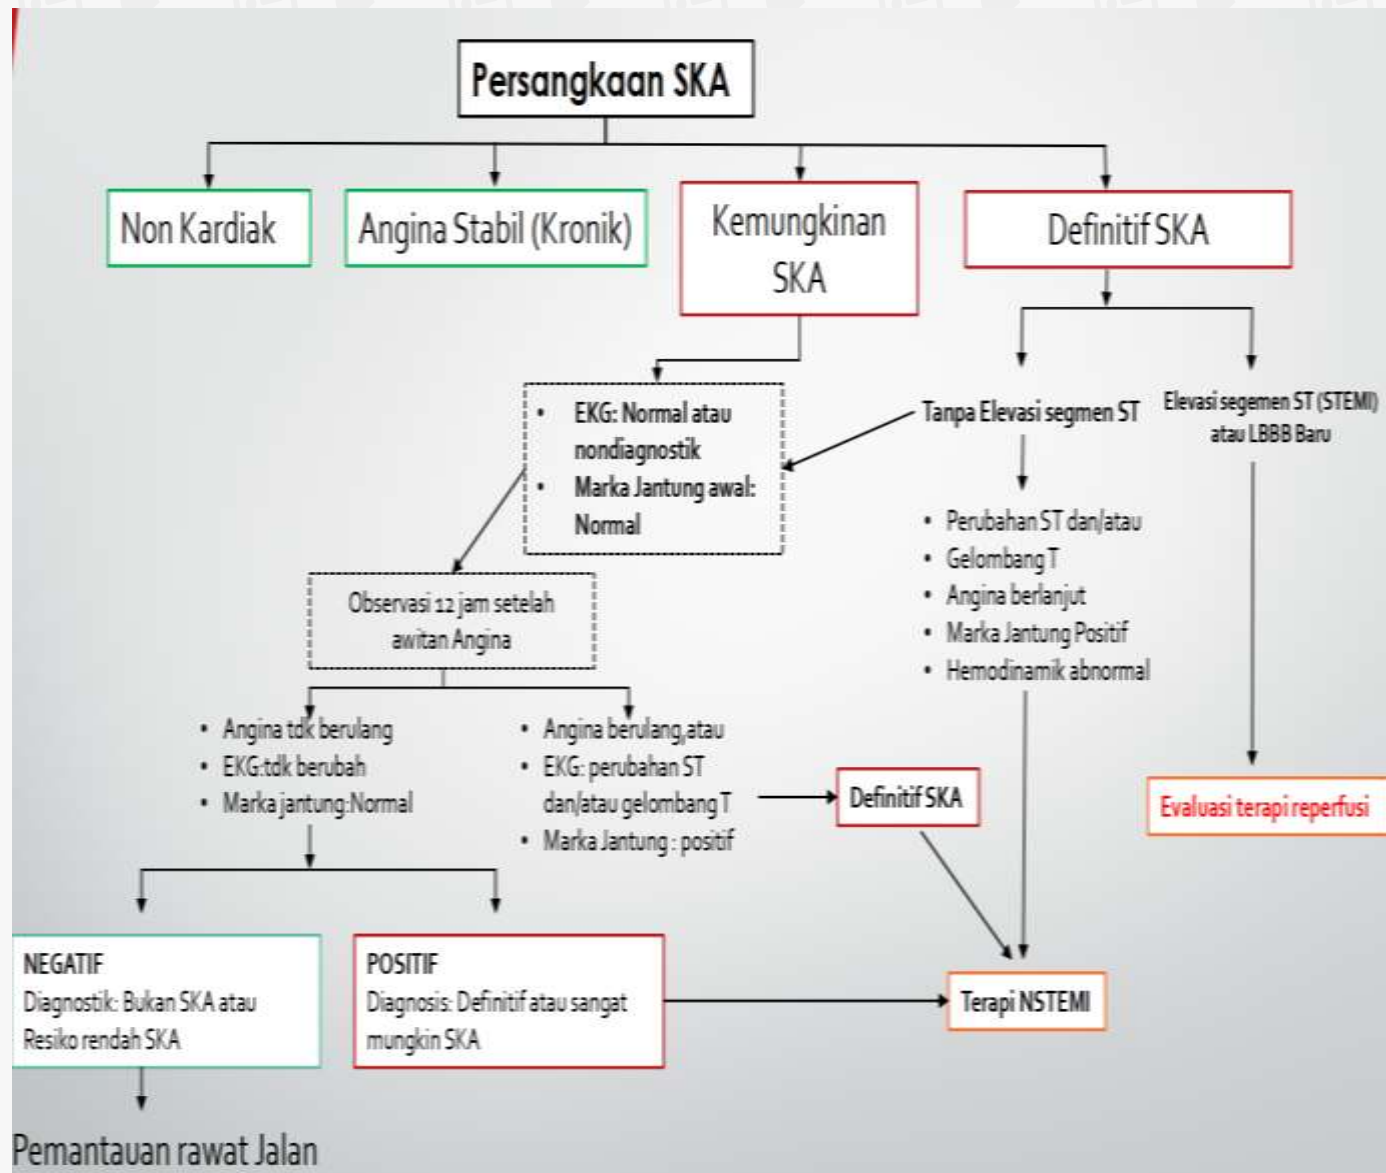 Persangkaan SKA
Non Kardiak
Angina Stabil (Kronik)
Kemungkinan
SKA
Definitif SKA
• EKG: Normal atau
nondiagnostik
• Marka Jantung awal:
Normal
Tanpa Elevasi segmen ST
Elevasi segemen ST (STEMI)
atau LBBB Baru
• Perubahan ST dan/atau
• Gelombang T
• Angina berlanjut
• Marka Jantung Positif
• Hemodinamik abnormal
Observasi 12 jam setelah
awitan Angina
• Angina tdk berulang
• EKG:tdk berubah
• Marka jantung:Normal
• Angina berulang,atau
• EKG: perubahan ST
dan/atau gelombang T
• Marka Jantung : positif
Definitif SKA
Evaluasi terapi reperfusi
NEGATIF
Diagnostik: Bukan SKA atau
Resiko rendah SKA
POSITIF
Diagnosis: Definitif atau sangat
mungkin SKA
Terapi NSTEMI
Pemantauan rawat Jalan